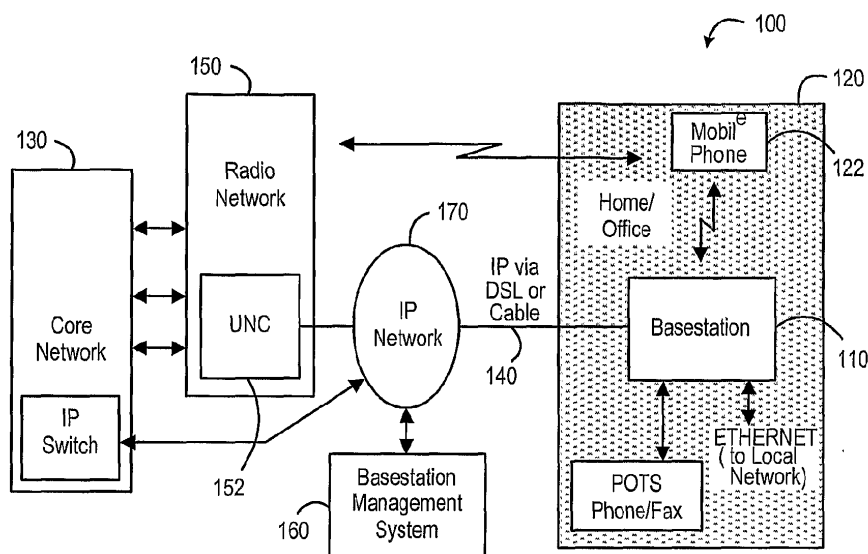 100
150
120
130
Mobile
Phone
122
Radio
Network
170
Home/
Office
IP via
DSL or
Cable
UNC
IP
Network
Basestation
Core
Network
140
110
IP
Switch
152
ETHERNET
( to Local
Network)
Basestation
Management
System
160
POTS
Phone/Fax